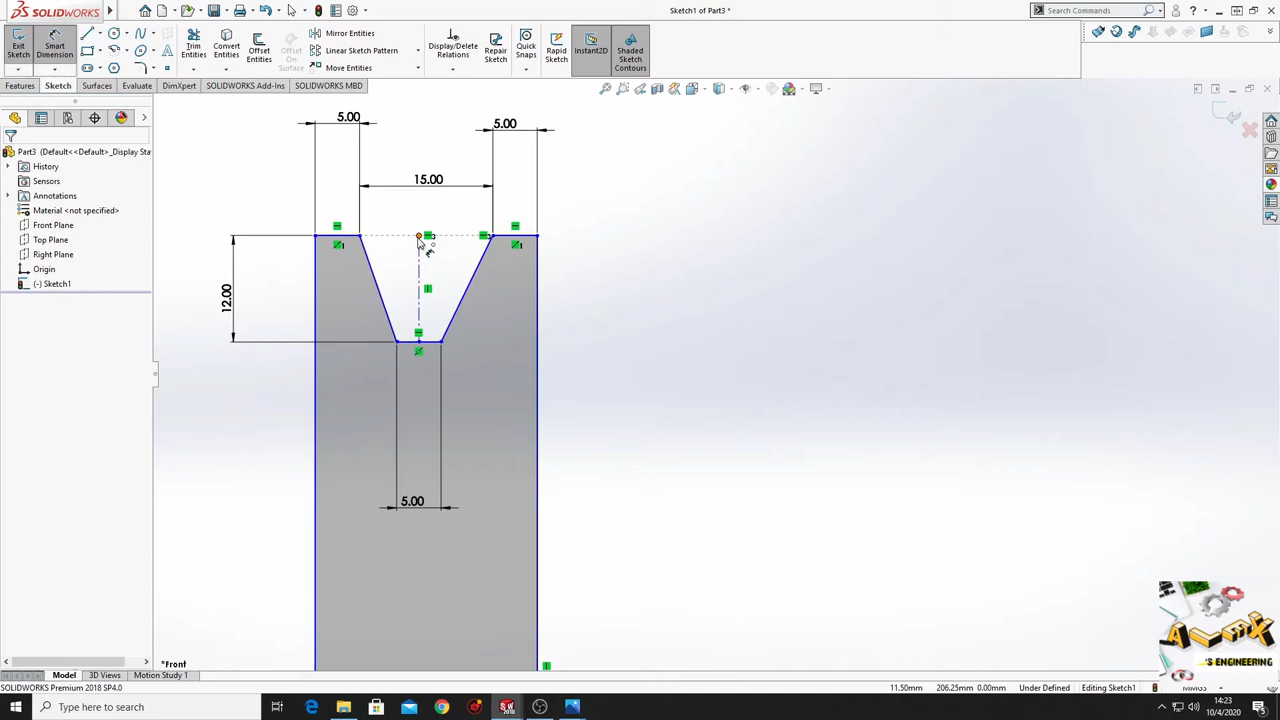 SOLIDWORKS
Sketch1 of Part3 *
Search Commands
Exit Sketch
Smart Dimension
Trim Entities
Convert Entities
Offset Entities
Offset On Surface
Mirror Entities
Linear Sketch Pattern
Move Entities
Display/Delete Relations
Repair Sketch
Quick Snaps
Rapid Sketch
Instant2D
Shaded Sketch Contours
Features
Sketch
Surfaces
Evaluate
DimXpert
SOLIDWORKS Add-Ins
SOLIDWORKS MBD
Part3 (Default<<Default>_Display Sta
History
Sensors
Annotations
Material <not specified>
Front Plane
Top Plane
Right Plane
Origin
(-) Sketch1
5.00
5.00
15.00
12.00
5.00
*Front
ALMX
'S ENGINEERING
Model
3D Views
Motion Study 1
SOLIDWORKS Premium 2018 SP4.0
11.50mm
206.25mm 0.00mm
Under Defined
Editing Sketch1
MMGS
Type here to search
14:23
10/4/2020